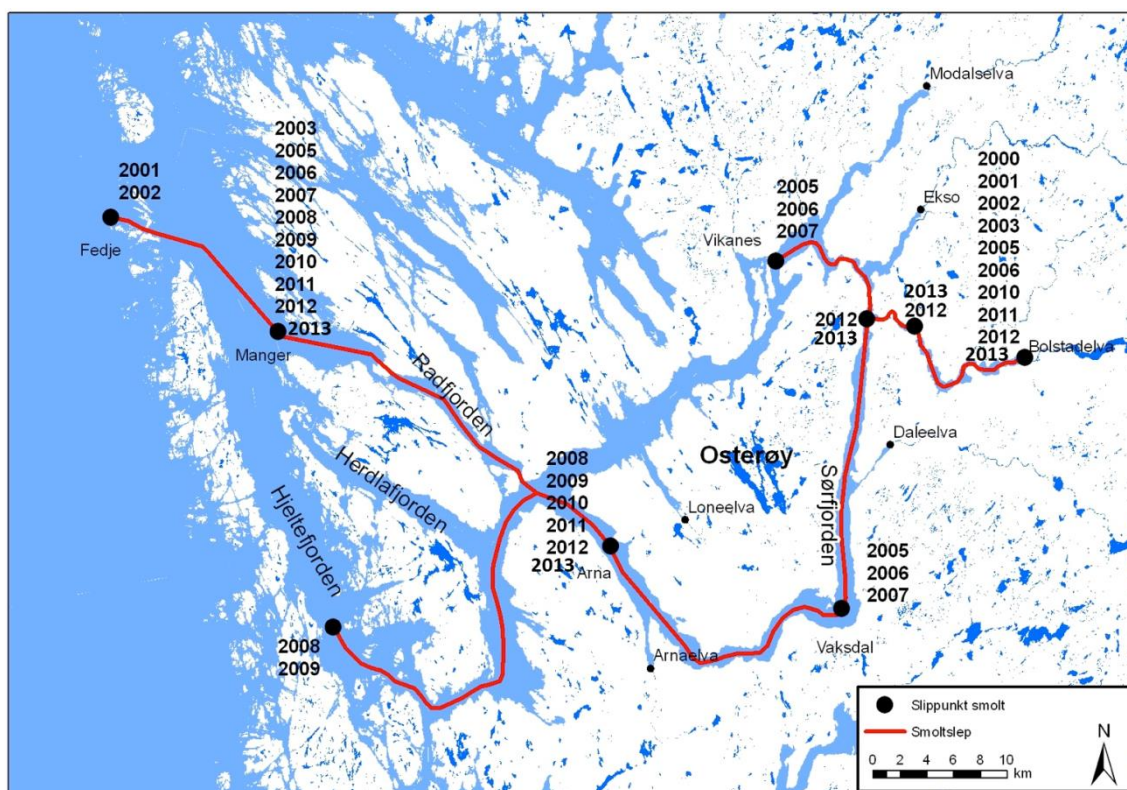 Modalselva
2003
2005
2006
2007
2008
2009
2010
2011
2012
2013
Manger
2001
2002
Fedje
2005
2006
2007
Vikanes
Ekso
2000
2001
2002
2003
2005
2006
2010
2011
2012
2013
Bolstadelva
2013
2012
2012
2013
Radfjorden
Herdlafjorden
Hjeltefjorden
2008
2009
2008
2009
2010
2011
2012
2013
Arna
Osterøy
Loneelva
Daleelva
Sørfjorden
2005
2006
2007
Vaksdal
Arnaelva
Slippunkt smolt
Smoltslep
0 2 4 6 8 10
km
N